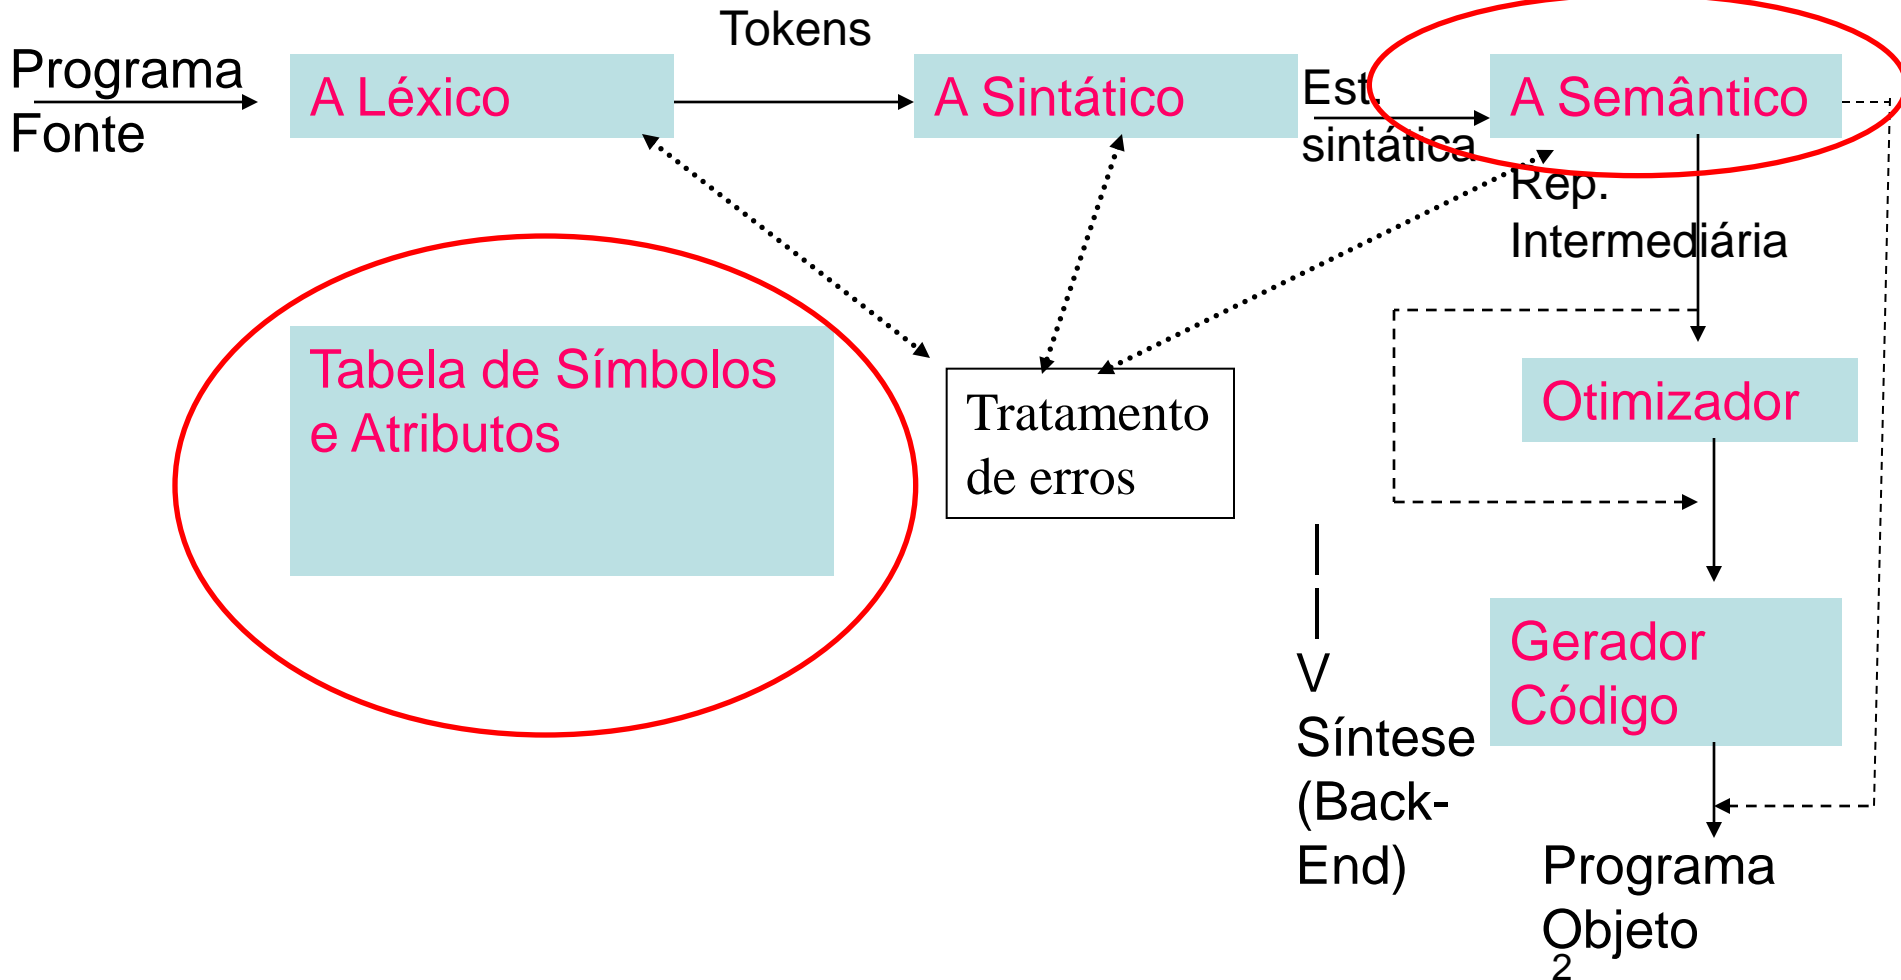 Tokens
Programa
Fonte
A Léxico
A Sintático
Est.
sintática
A Semântico
Rep.
Intermediária
Tabela de Símbolos
e Atributos
Tratamento
de erros
Otimizador
Gerador
Código
| 
|
V
Síntese
(Back-
End)
Programa
Objeto
2